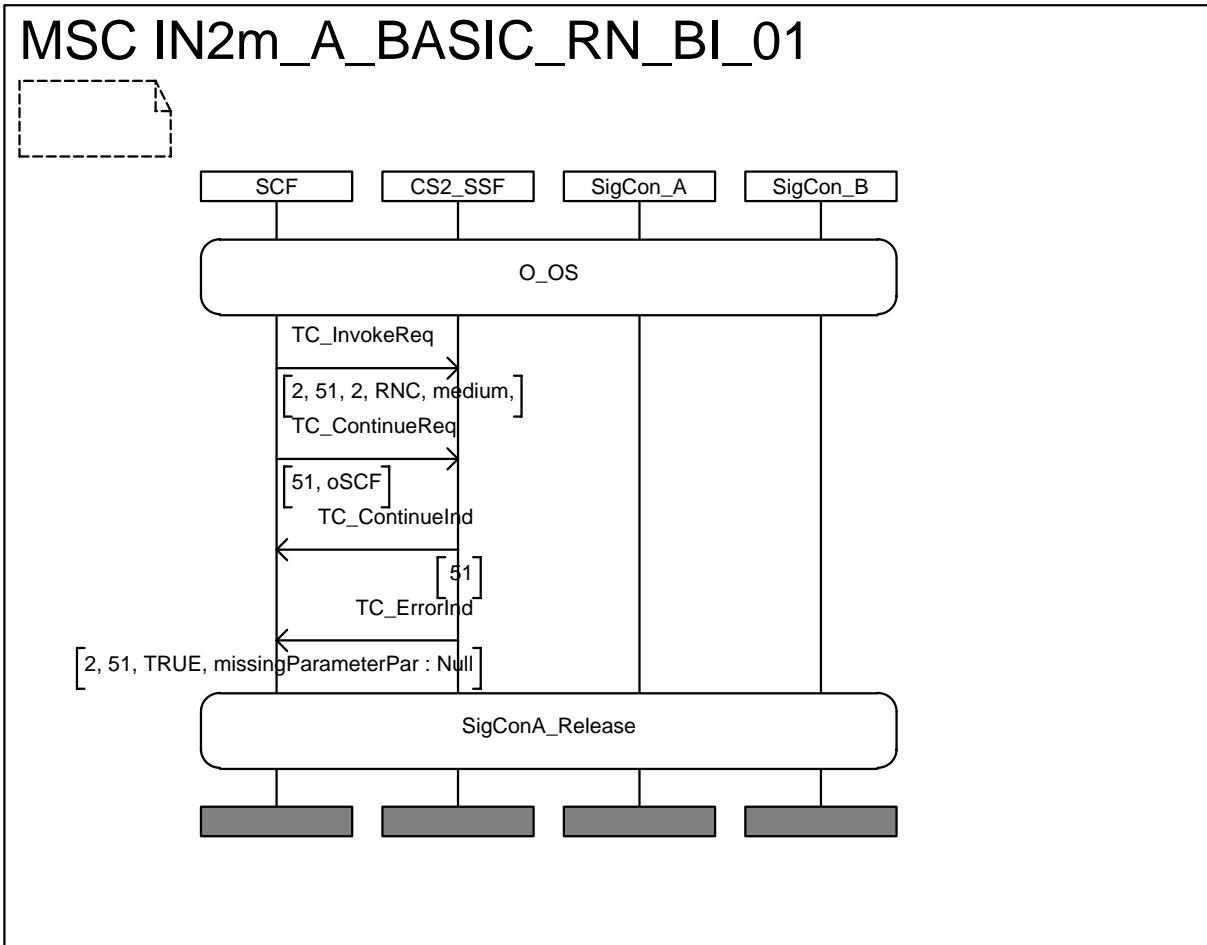 MSC IN2m_A_BASIC_RN_BI_01
SCF
CS2_SSF
SigCon_A
SigCon_B
O_OS
TC_InvokeReq
2, 51, 2, RNC, medium,
TC_ContinueReq
51, oSCF
TC_ContinueInd
51
TC_ErrorInd
2, 51, TRUE, missingParameterPar : Null
SigConA_Release